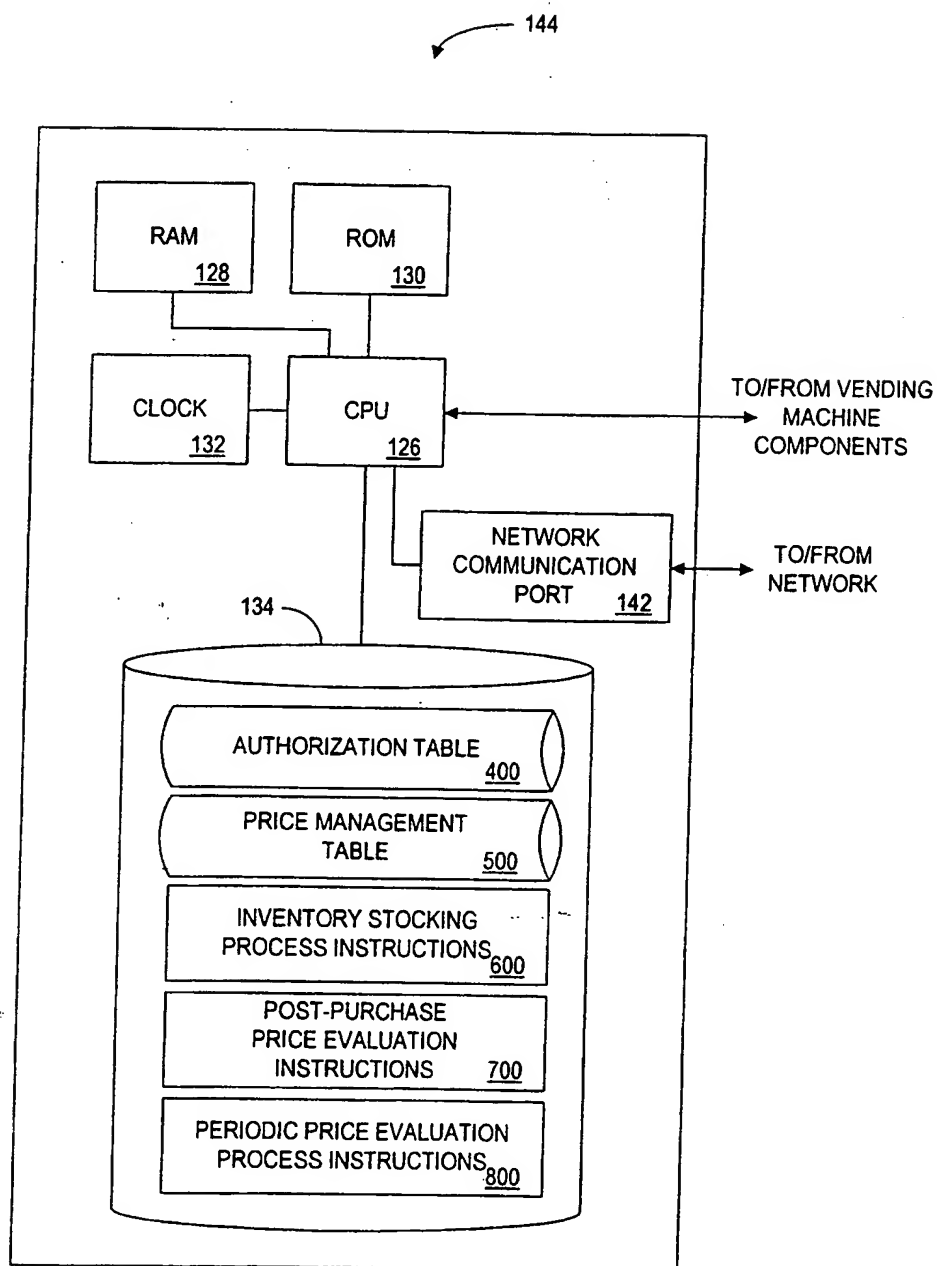 144
RAM
128
ROM
130
CLOCK
132
CPU
126
TO/FROM VENDING
MACHINE
COMPONENTS
NETWORK
COMMUNICATION
PORT
142
TO/FROM
NETWORK
134
AUTHORIZATION TABLE
400
PRICE MANAGEMENT
TABLE
500
INVENTORY STOCKING
PROCESS INSTRUCTIONS
600
POST-PURCHASE
PRICE EVALUATION
INSTRUCTIONS
700
PERIODIC PRICE EVALUATION
PROCESS INSTRUCTIONS
800